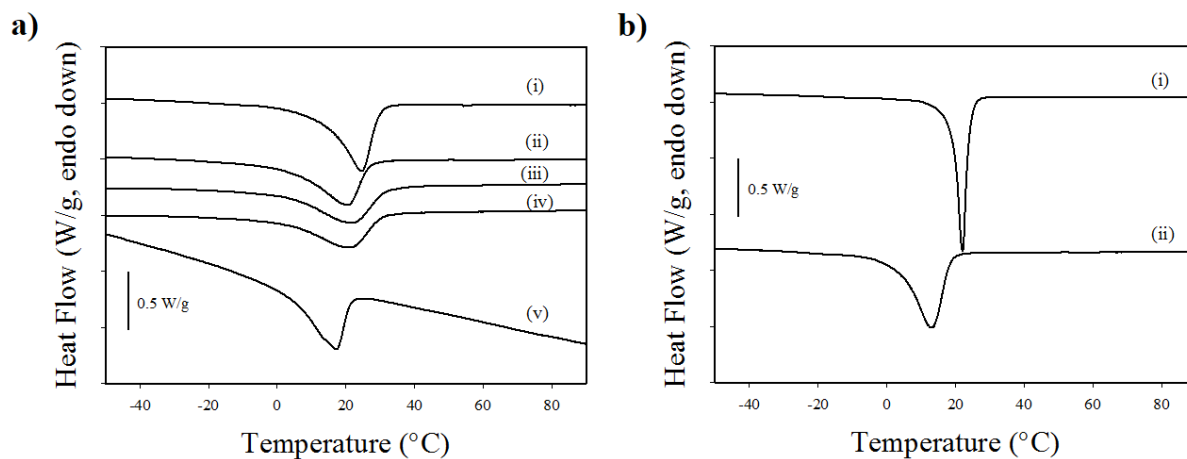 a)
Heat Flow (W/g, endo down)
(i)
(ii)
(iii)
(iv)
(v)
0.5 W/g
-40 -20 0 20 40 60 80
Temperature (°C)
b)
Heat Flow (W/g, endo down)
(i)
(ii)
0.5 W/g
-40 -20 0 20 40 60 80
Temperature (°C)